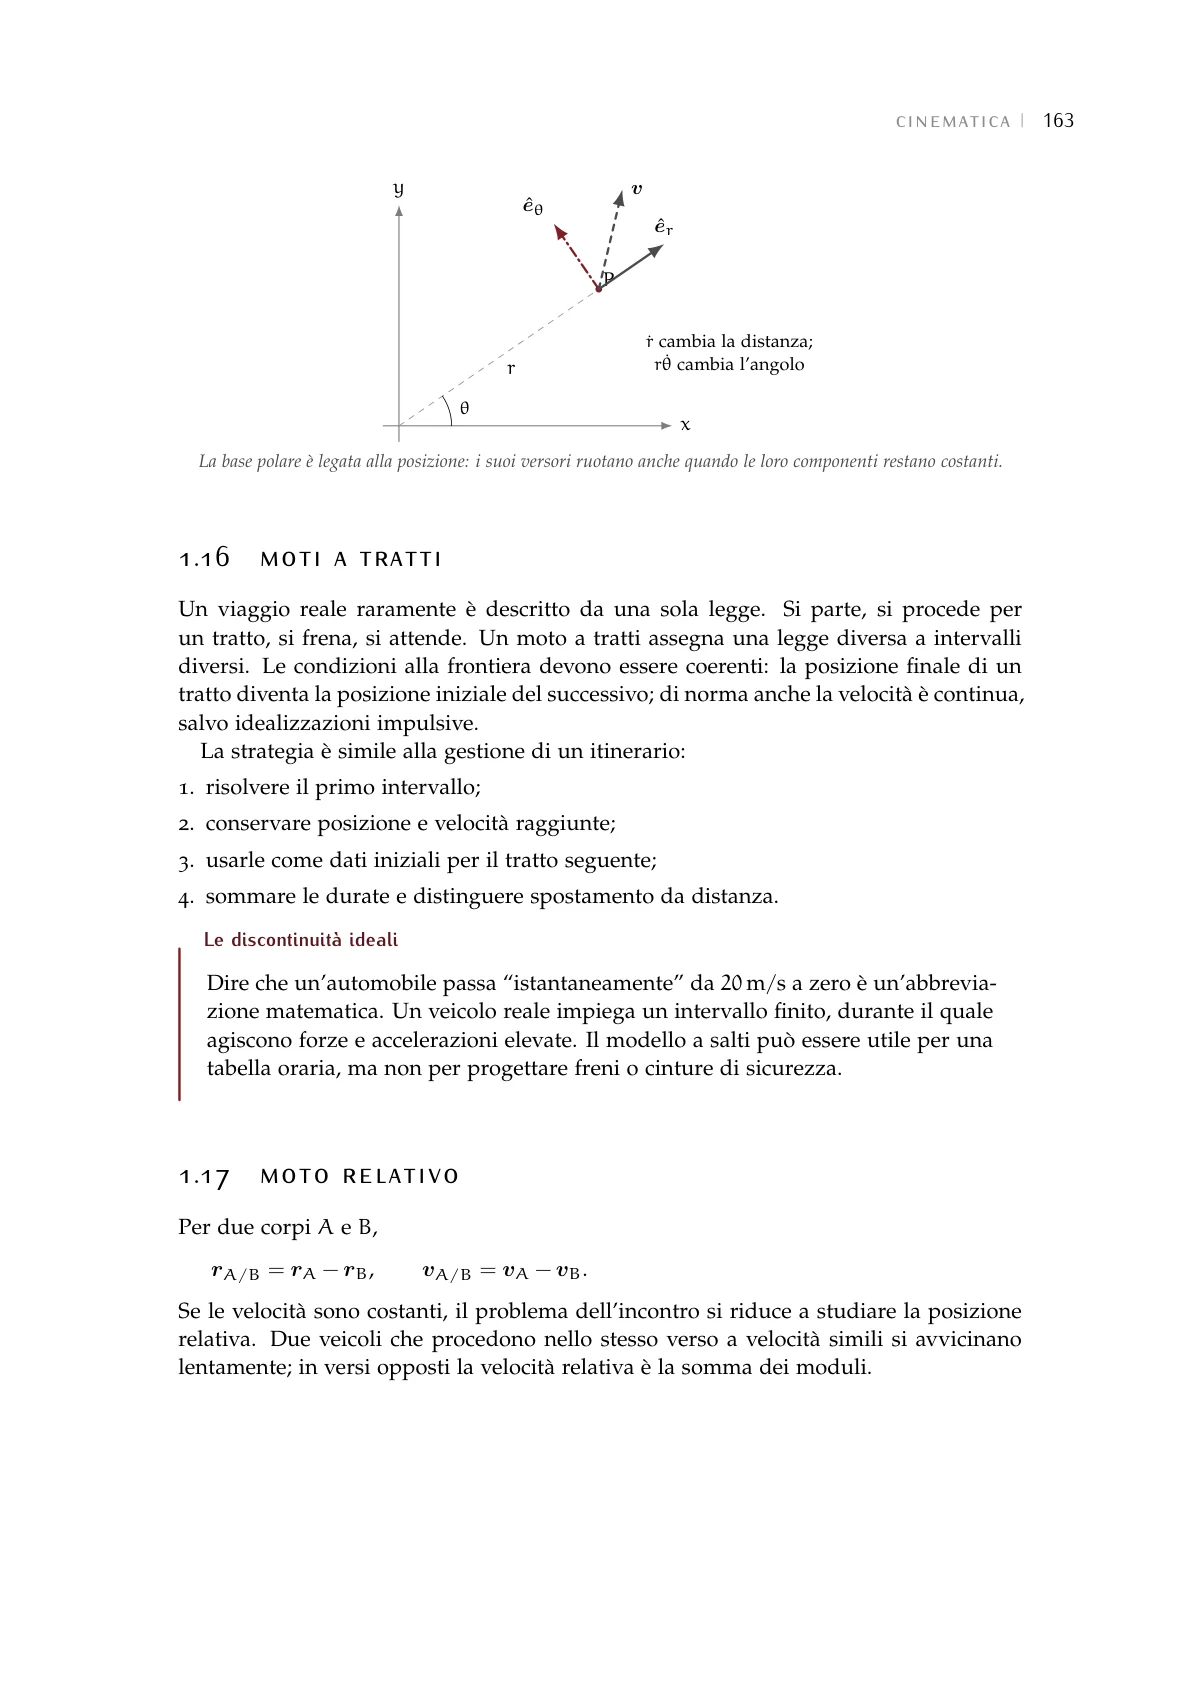 CINEMATICA | 163
y
ê_θ
v
ê_r
P
ṙ cambia la distanza;
rθ̇ cambia l'angolo
r
θ
x
La base polare è legata alla posizione: i suoi versori ruotano anche quando le loro componenti restano costanti.
1.16 MOTI A TRATTI
Un viaggio reale raramente è descritto da una sola legge. Si parte, si procede per
un tratto, si frena, si attende. Un moto a tratti assegna una legge diversa a intervalli
diversi. Le condizioni alla frontiera devono essere coerenti: la posizione finale di un
tratto diventa la posizione iniziale del successivo; di norma anche la velocità è continua,
salvo idealizzazioni impulsive.
La strategia è simile alla gestione di un itinerario:
1. risolvere il primo intervallo;
2. conservare posizione e velocità raggiunte;
3. usarle come dati iniziali per il tratto seguente;
4. sommare le durate e distinguere spostamento da distanza.
Le discontinuità ideali
Dire che un'automobile passa “istantaneamente” da 20 m/s a zero è un'abbrevia-
zione matematica. Un veicolo reale impiega un intervallo finito, durante il quale
agiscono forze e accelerazioni elevate. Il modello a salti può essere utile per una
tabella oraria, ma non per progettare freni o cinture di sicurezza.
1.17 MOTO RELATIVO
Per due corpi A e B,
r_{A/B} = r_A − r_B, v_{A/B} = v_A − v_B.
Se le velocità sono costanti, il problema dell'incontro si riduce a studiare la posizione
relativa. Due veicoli che procedono nello stesso verso a velocità simili si avvicinano
lentamente; in versi opposti la velocità relativa è la somma dei moduli.